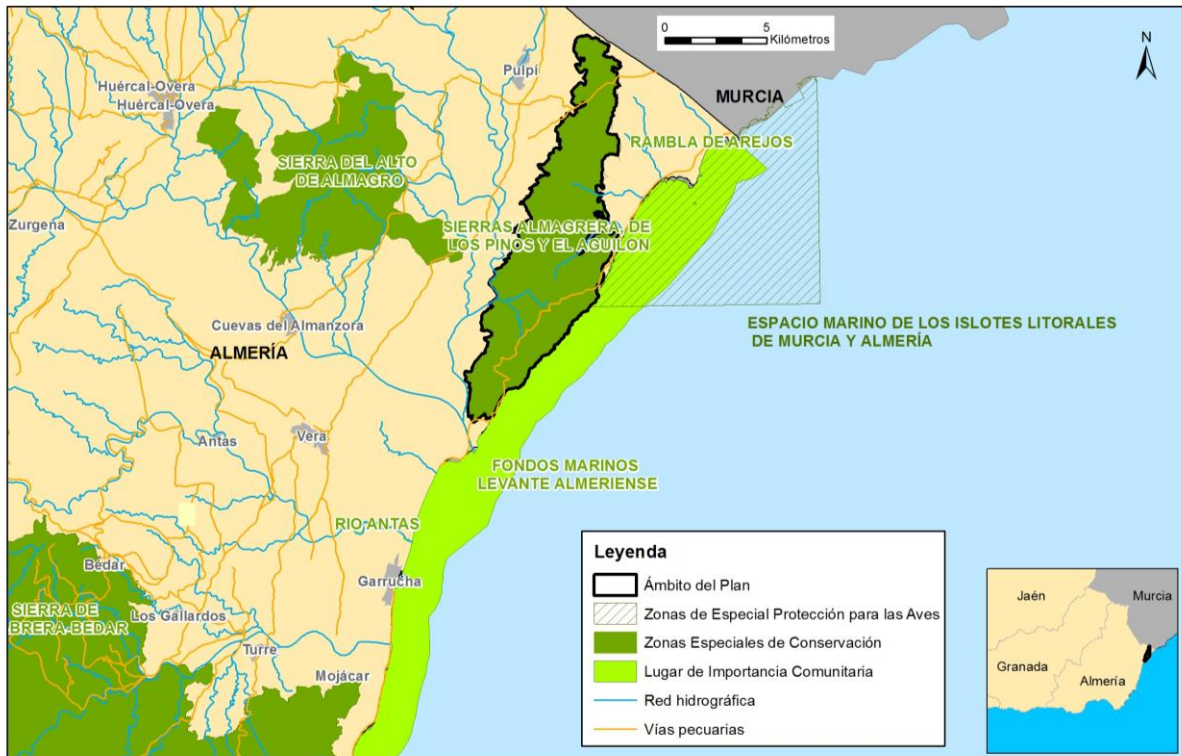 0 5
Kilómetros
N
Pulpí
Huércal-Overa
Huércal-Overa
MURCIA
RAMBLA DE AREJOS
SIERRA DEL ALTO
DE ALMAGRO
Zurgena
SIERRAS ALMAGRERA, DE
LOS PINOS Y EL AGUILON
Cuevas del Almanzora
ALMERÍA
ESPACIO MARINO DE LOS ISLOTES LITORALES
DE MURCIA Y ALMERÍA
Antas
Vera
FONDOS MARINOS
LEVANTE ALMERIENSE
RIO ANTAS
Bédar
Garrucha
SIERRA DE
BRERA-BEDAR
Los Gallardos
Turre
Mojácar
Leyenda
Ámbito del Plan
Zonas de Especial Protección para las Aves
Zonas Especiales de Conservación
Lugar de Importancia Comunitaria
Red hidrográfica
Vías pecuarias
Jaén
Murcia
Granada
Almería